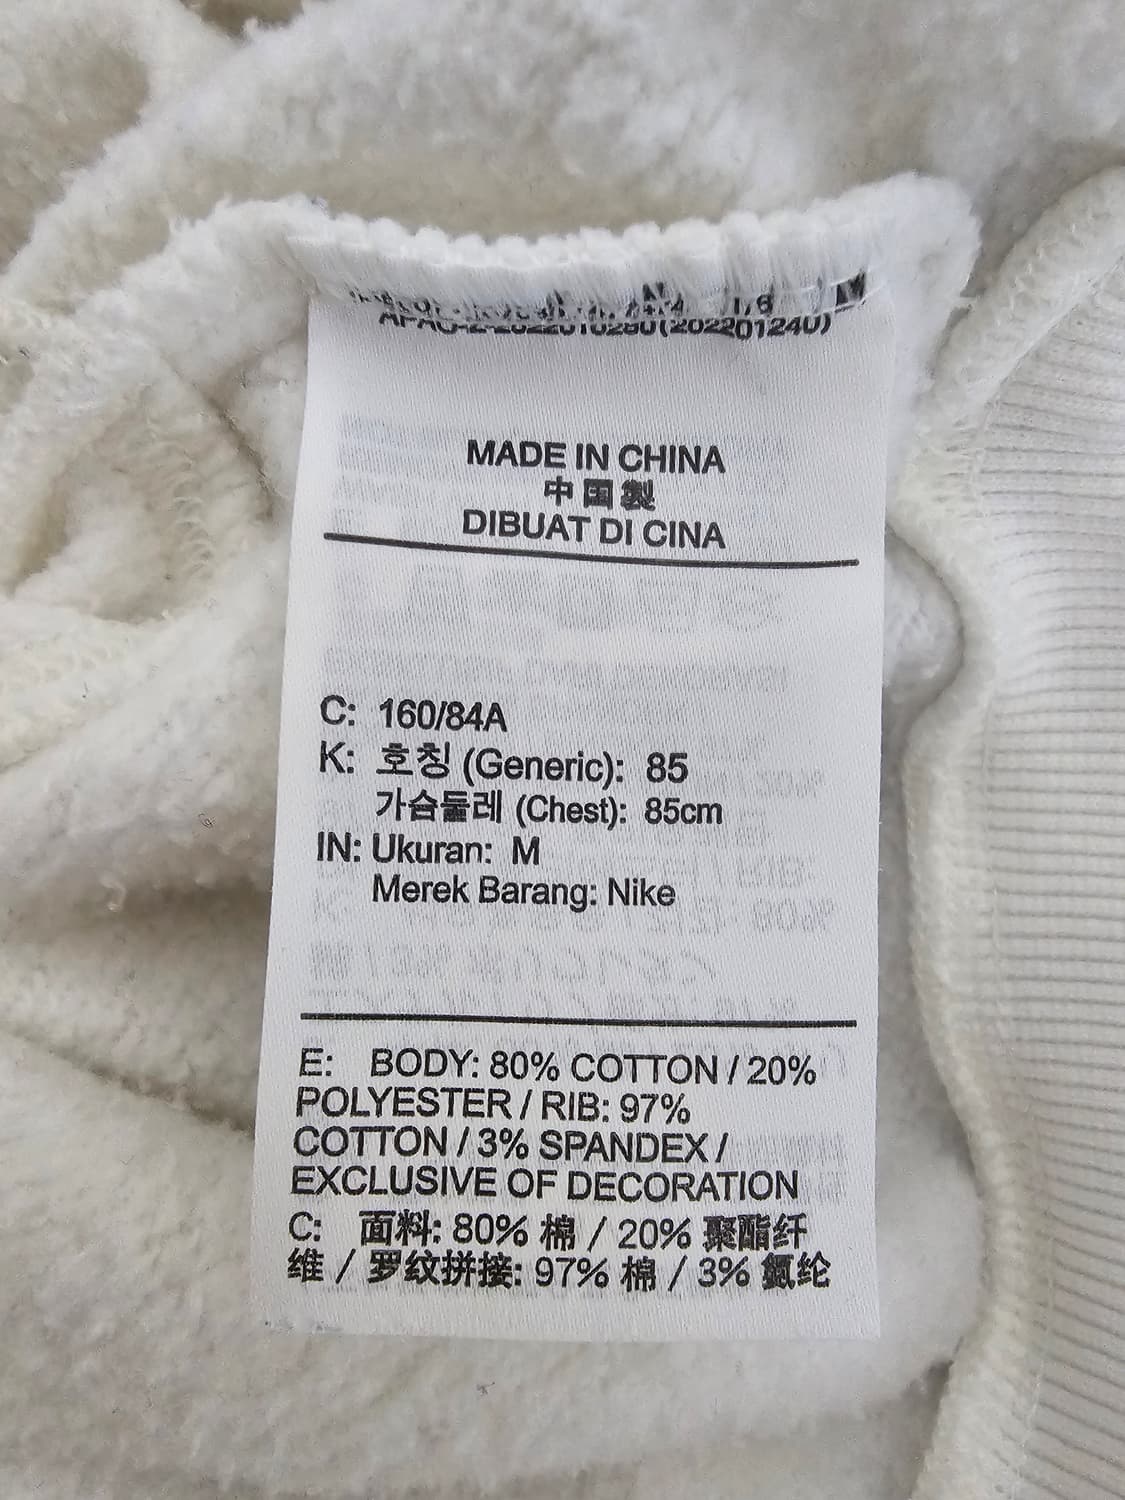 MADE IN CHINA
中国製
DIBUAT DI CINA
C: 160/84A
K: 호칭 (Generic): 85
가슴둘레 (Chest): 85cm
IN: Ukuran: M
Merek Barang: Nike
E: BODY: 80% COTTON / 20%
POLYESTER / RIB: 97%
COTTON / 3% SPANDEX /
EXCLUSIVE OF DECORATION
C: 面料: 80% 棉 / 20% 聚酯纤
维 / 罗纹拼接: 97% 棉 / 3% 氨纶